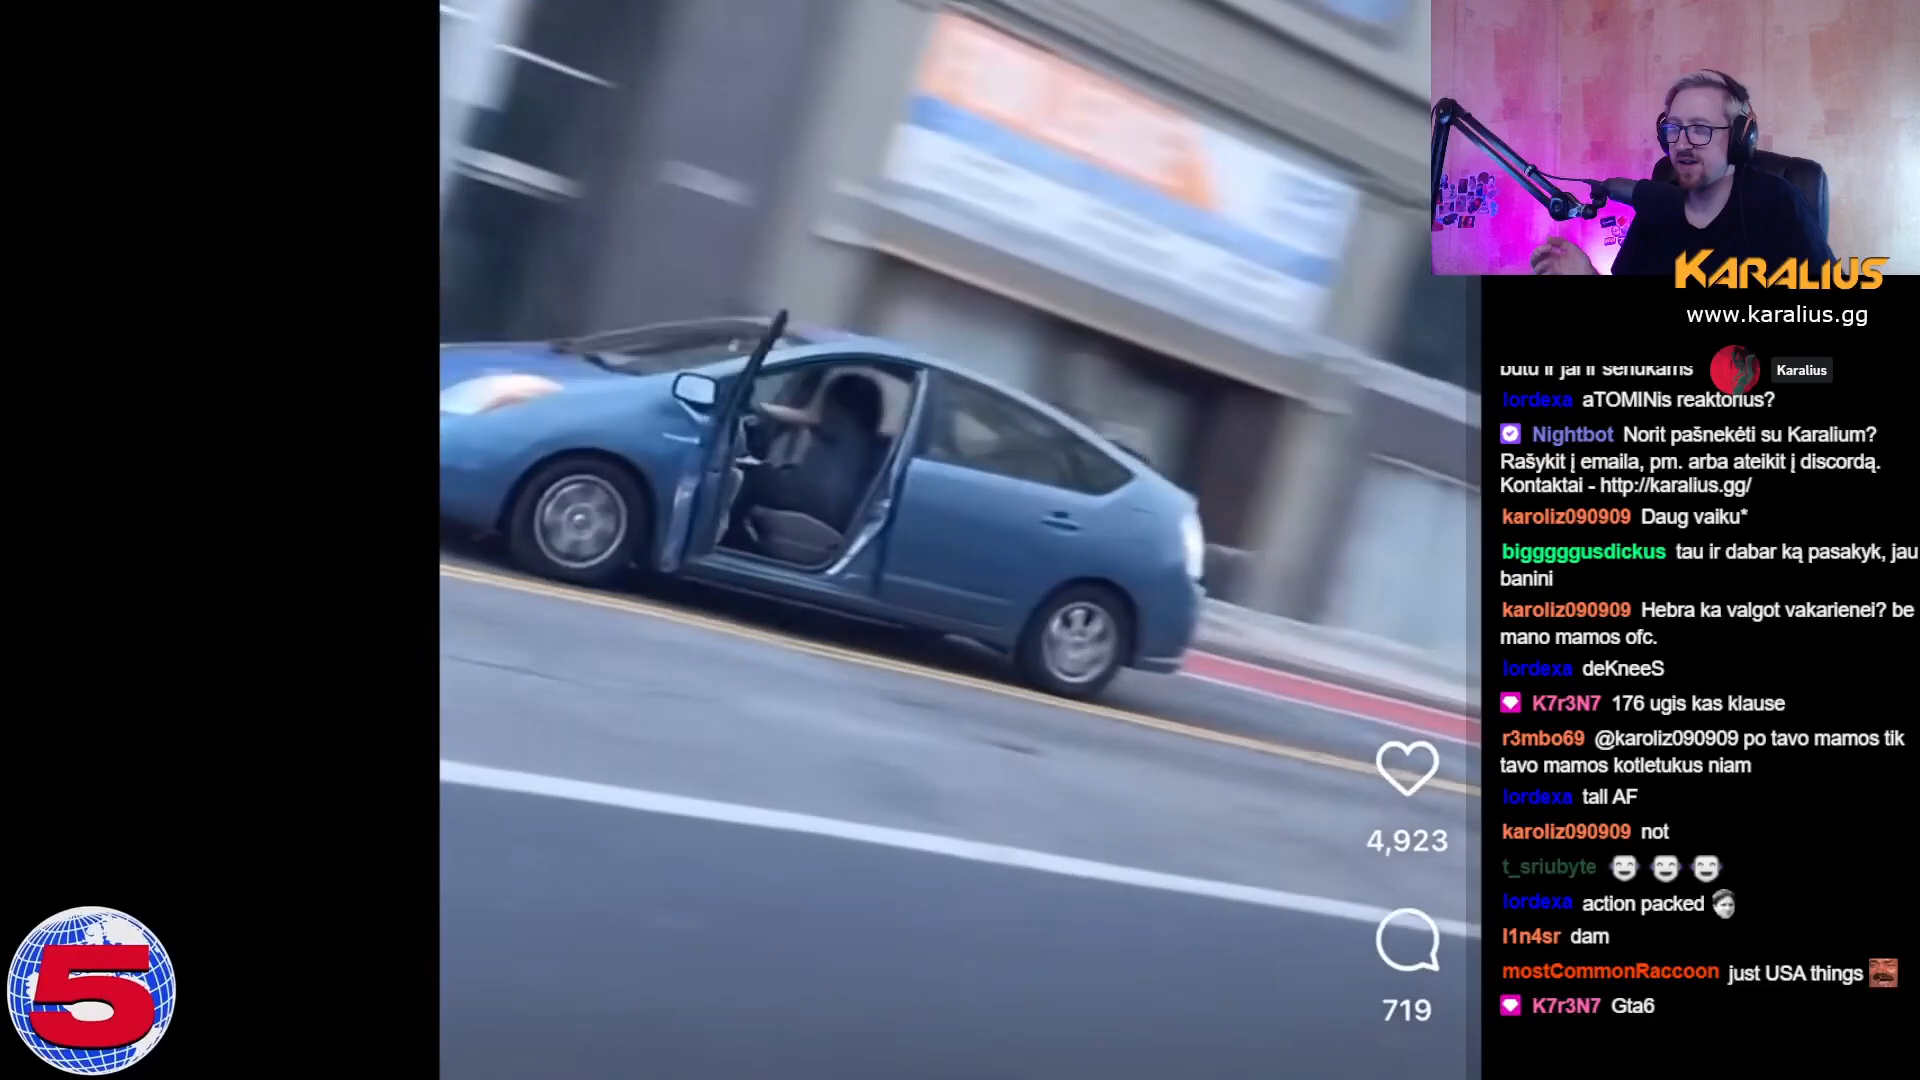 KARALIUS
www.karalius.gg
Karalius
lordexa aTOMINis reaktorius?
Nightbot Norit pašnekėti su Karalium?
Rašykit į emaila, pm. arba ateikit į discordą.
Kontaktai - http://karalius.gg/
karoliz090909 Daug vaiku*
bigggggusdickus tau ir dabar ką pasakyk, jau
banini
karoliz090909 Hebra ka valgot vakarienei? be
mano mamos ofc.
lordexa deKneeS
K7r3N7 176 ugis kas klause
r3mbo69 @karoliz090909 po tavo mamos tik
tavo mamos kotletukus niam
lordexa tall AF
karoliz090909 not
t_sriubyte
lordexa action packed
l1n4sr dam
mostCommonRaccoon just USA things
K7r3N7 Gta6
4,923
719
5